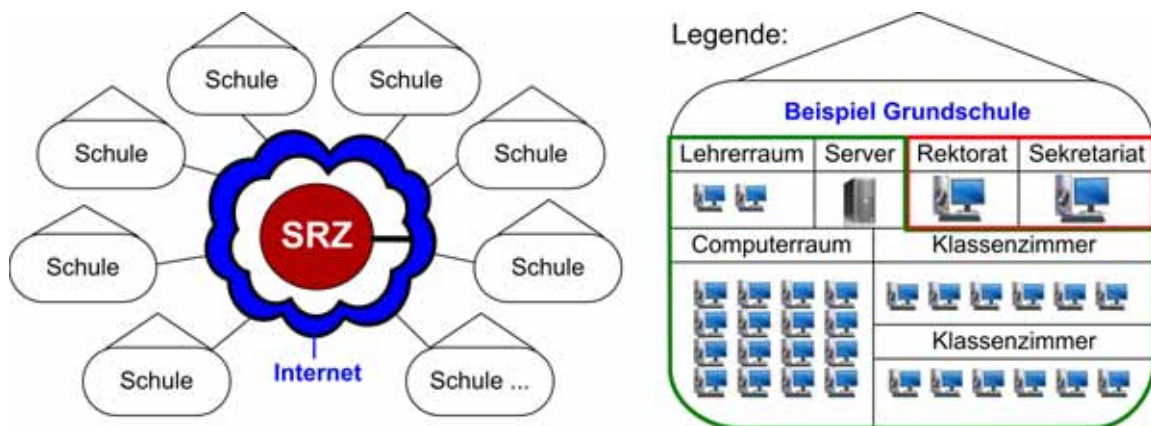 Schule
Schule
Schule
Schule
SRZ
Schule
Schule
Schule
Schule ...
Internet
Legende:
Beispiel Grundschule
Lehrerraum
Server
Rektorat
Sekretariat
Computerraum
Klassenzimmer
Klassenzimmer